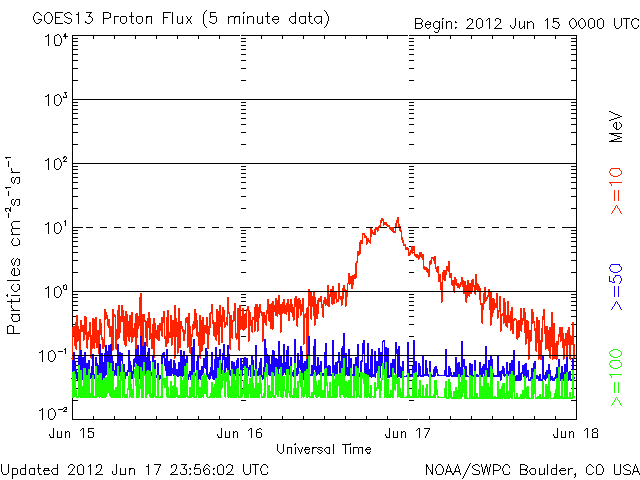 GOES13 Proton Flux (5 minute data)
Begin: 2012 Jun 15 0000 UTC
Particles cm⁻²s⁻¹sr⁻¹
10⁴
10³
10²
10¹
10⁰
10⁻¹
10⁻²
Jun 15
Jun 16
Jun 17
Jun 18
Universal Time
MeV
>=10
>=50
>=100
Updated 2012 Jun 17 23:56:02 UTC
NOAA/SWPC Boulder, CO USA